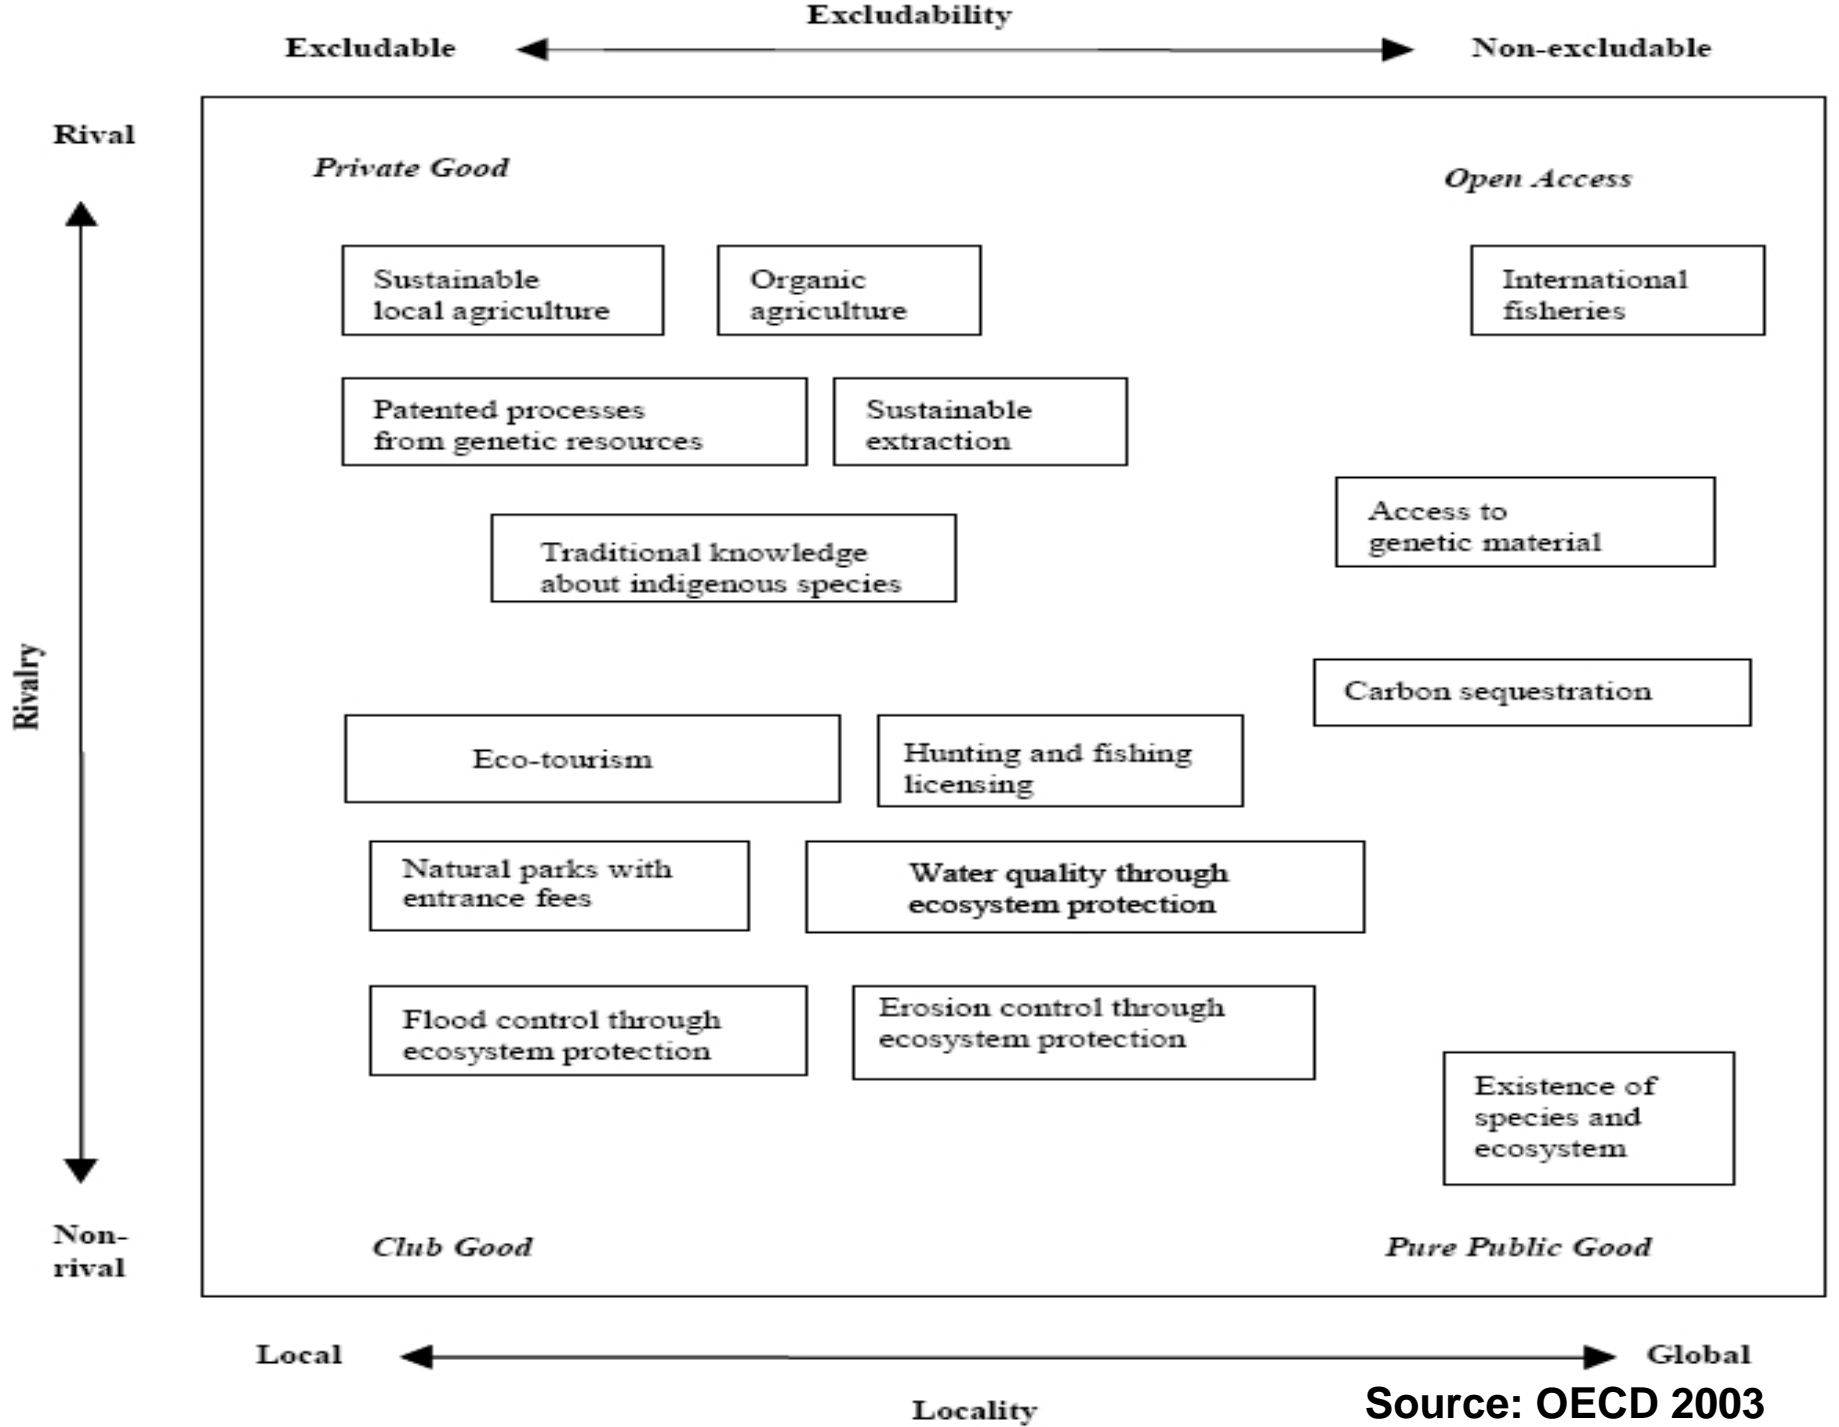 Excludability
Excludable
Non-excludable
Rival
Private Good
Open Access
Sustainable
local agriculture
Organic
agriculture
International
fisheries
Patented processes
from genetic resources
Sustainable
extraction
Access to
genetic material
Traditional knowledge
about indigenous species
Rivalry
Carbon sequestration
Eco-tourism
Hunting and fishing
licensing
Natural parks with
entrance fees
Water quality through
ecosystem protection
Flood control through
ecosystem protection
Erosion control through
ecosystem protection
Existence of
species and
ecosystem
Non-
rival
Club Good
Pure Public Good
Local
Global
Locality
Source: OECD 2003